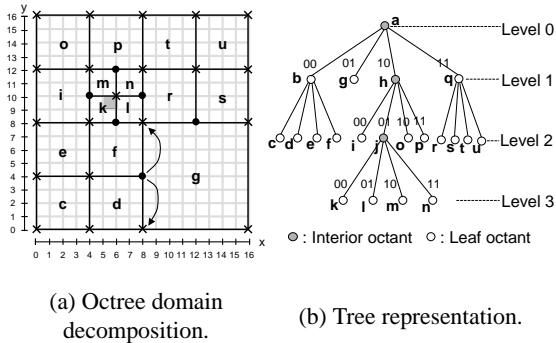 y
16
15
14
13
12
11
10
9
8
7
6
5
4
3
2
1
0
o p t u
i m n r s
k l
e f g
c d
0 1 2 3 4 5 6 7 8 9 10 11 12 13 14 15 16
x
a Level 0
00 01 10 11
b g h q Level 1
00 01 10 11
c d e f i j o p r s t u Level 2
00 01 10 11
k l m n Level 3
: Interior octant : Leaf octant
(a) Octree domain
decomposition.
(b) Tree representation.